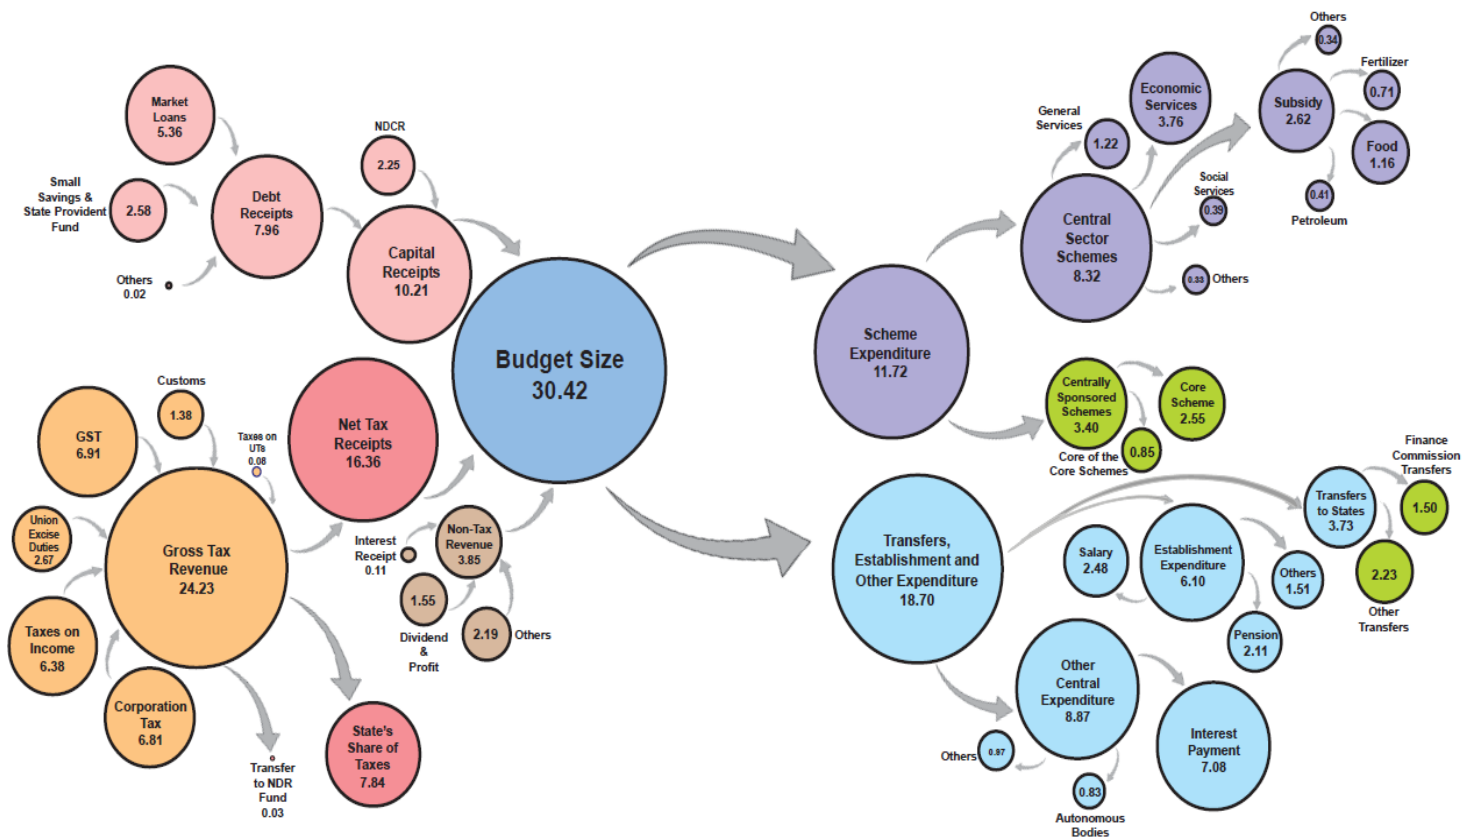 Market
Loans
5.36
Small
Savings &
State Provident
Fund
2.58
Others
0.02
Debt
Receipts
7.96
NDCR
2.25
Capital
Receipts
10.21
Budget Size
30.42
Customs
1.38
GST
6.91
Taxes on
UTs
0.08
Union
Excise
Duties
2.67
Taxes on
Income
6.38
Corporation
Tax
6.81
Gross Tax
Revenue
24.23
Net Tax
Receipts
16.36
Transfer
to NDR
Fund
0.03
State's
Share of
Taxes
7.84
Interest
Receipt
0.11
Non-Tax
Revenue
3.85
1.55
Dividend
&
Profit
2.19
Others
Scheme
Expenditure
11.72
General
Services
1.22
Economic
Services
3.76
Central
Sector
Schemes
8.32
Social
Services
0.39
0.33
Others
Subsidy
2.62
Others
0.34
Fertilizer
0.71
Food
1.16
0.41
Petroleum
Centrally
Sponsored
Schemes
3.40
Core
Scheme
2.55
0.85
Core of the
Core Schemes
Transfers,
Establishment and
Other Expenditure
18.70
Salary
2.48
Establishment
Expenditure
6.10
Others
1.51
Pension
2.11
Transfers
to States
3.73
Finance
Commission
Transfers
1.50
2.23
Other
Transfers
Other
Central
Expenditure
8.87
Others
0.97
0.83
Autonomous
Bodies
Interest
Payment
7.08